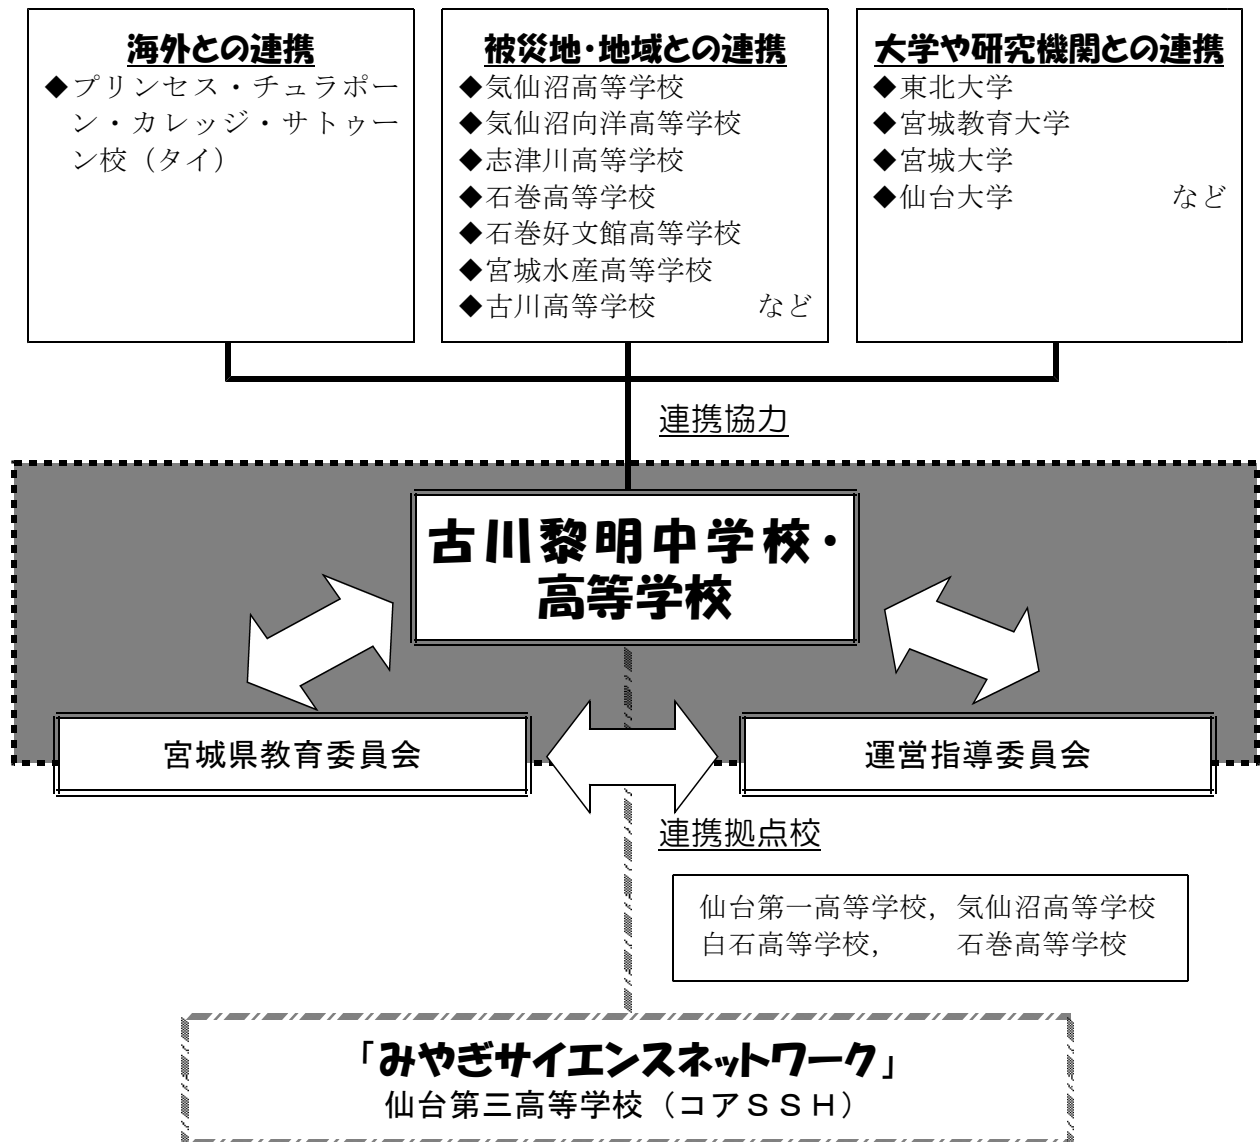 海外との連携
◆プリンセス・チュラポー
ン・カレッジ・サトゥー
ン校（タイ）
被災地・地域との連携
◆気仙沼高等学校
◆気仙沼向洋高等学校
◆志津川高等学校
◆石巻高等学校
◆石巻好文館高等学校
◆宮城水産高等学校
◆古川高等学校 など
大学や研究機関との連携
◆東北大学
◆宮城教育大学
◆宮城大学
◆仙台大学 など
連携協力
古川黎明中学校・
高等学校
宮城県教育委員会
運営指導委員会
連携拠点校
仙台第一高等学校，気仙沼高等学校
白石高等学校， 石巻高等学校
「みやぎサイエンスネットワーク」
仙台第三高等学校（コアＳＳＨ）